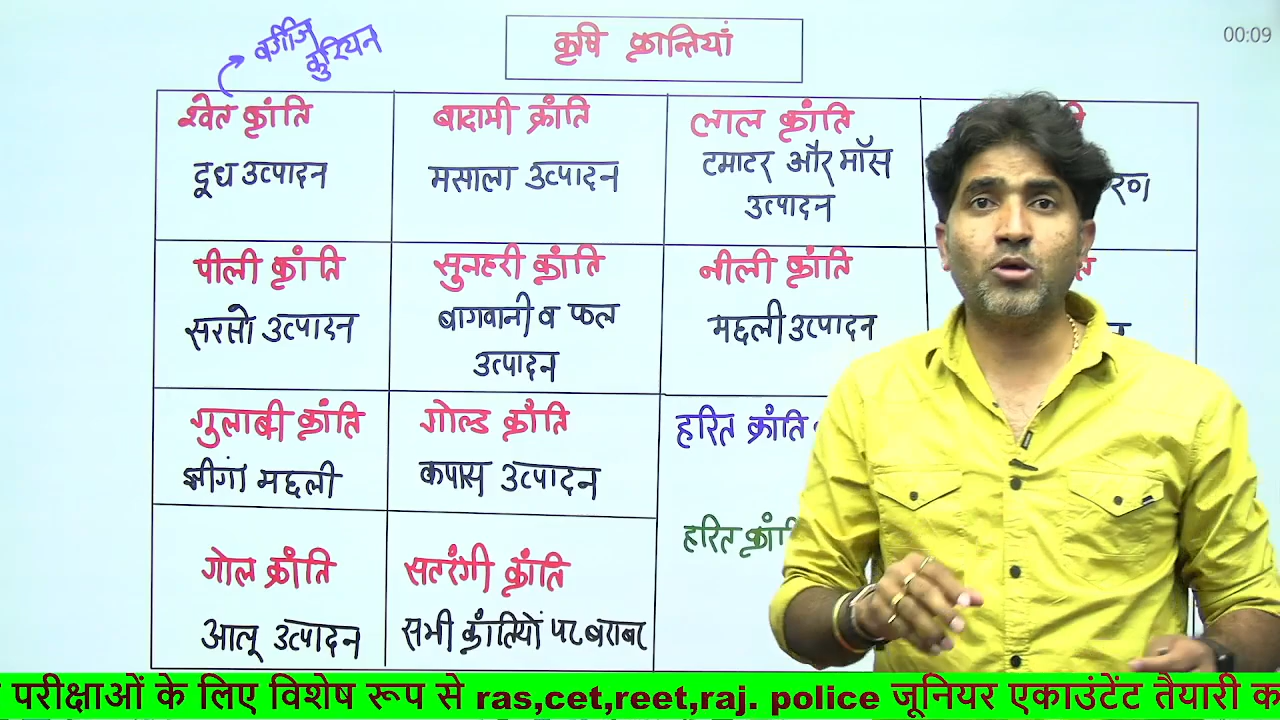 वर्गीज
कुरियन
कृषि क्रान्तियां
00:09
श्वेत क्रांति
दूध उत्पादन
बादामी क्रांति
मसाला उत्पादन
लाल क्रांति
टमाटर और मॉस
उत्पादन
पीली क्रांति
सरसो उत्पादन
सुनहरी क्रांति
बागवानी व फल
उत्पादन
नीली क्रांति
मछली उत्पादन
गुलाबी क्रांति
झींगा मछली
गोल्ड क्रांति
कपास उत्पादन
हरित क्रांति
हरित क्रांति
गोल क्रांति
आलू उत्पादन
सतरंगी क्रांति
सभी क्रांतियों पर बराबर
परीक्षाओं के लिए विशेष रूप से ras,cet,reet,raj. police जूनियर एकाउंटेंट तैयारी